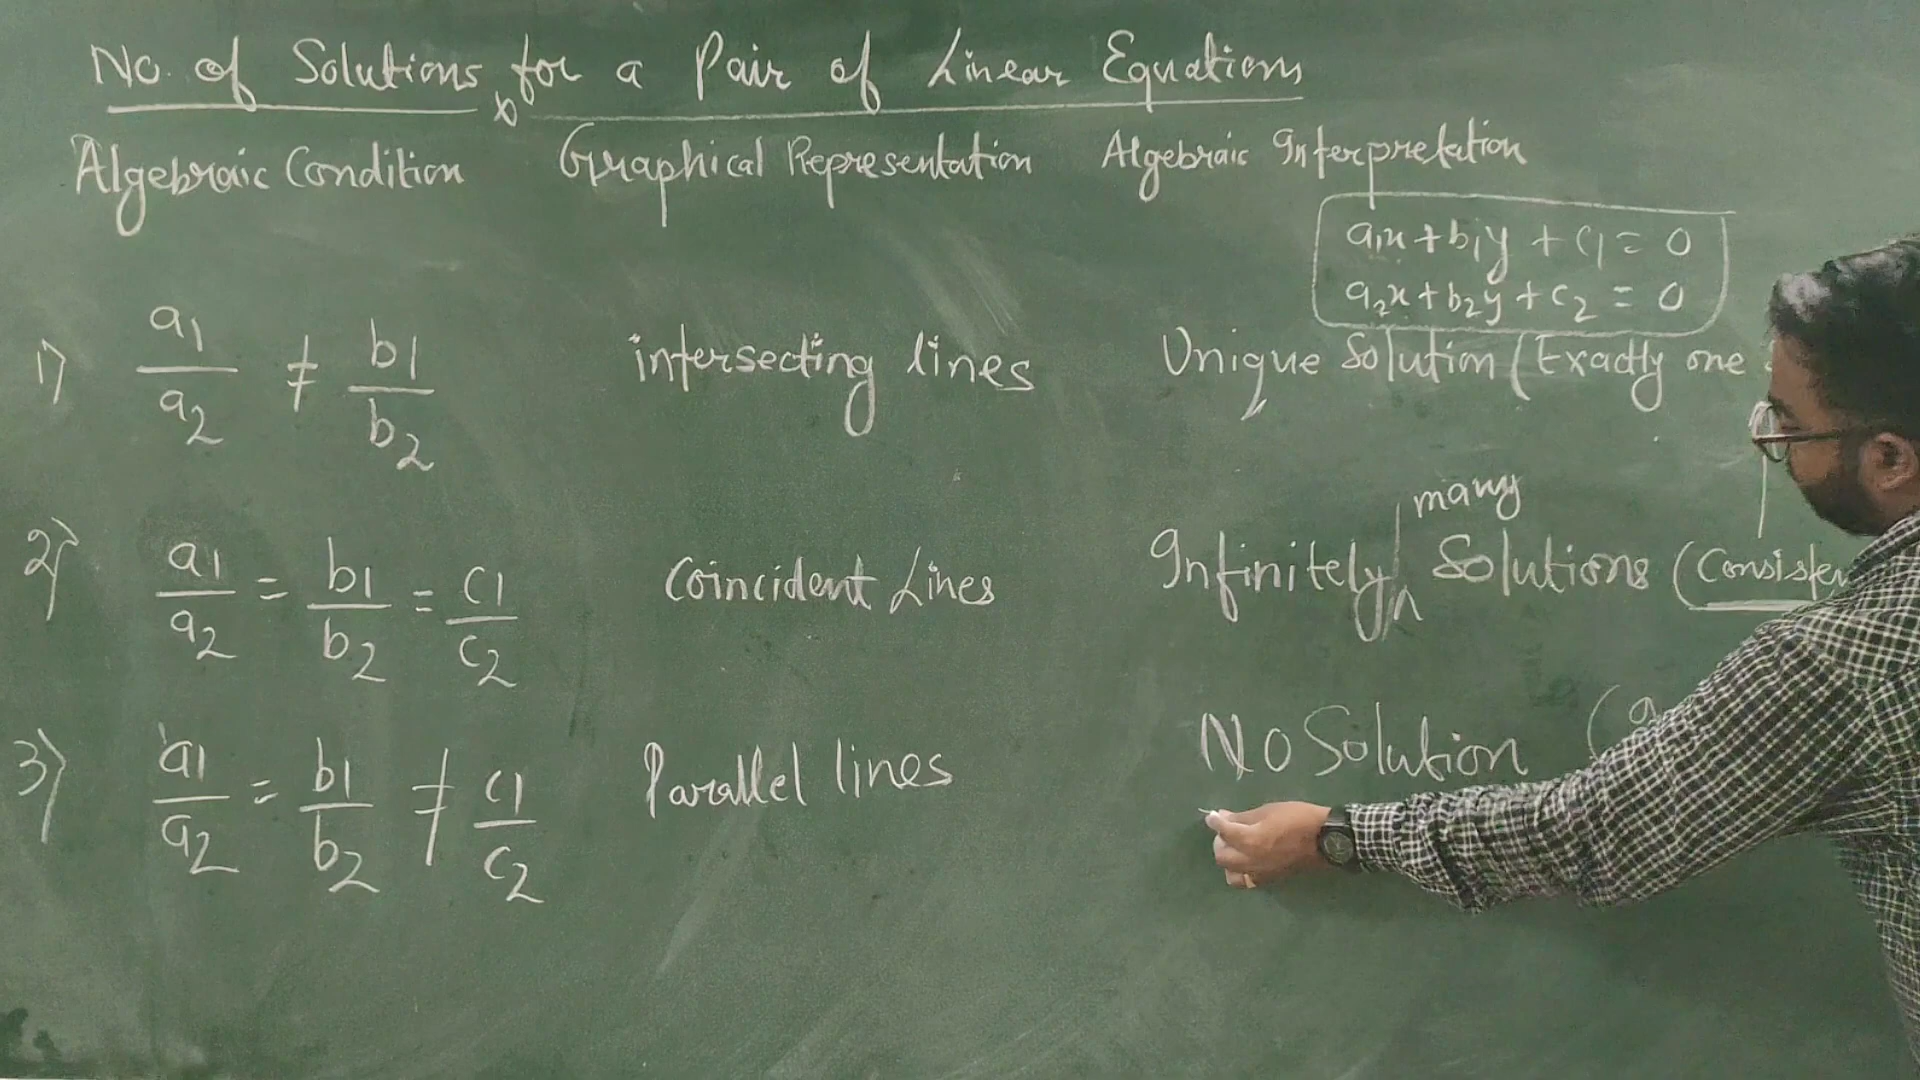 No. of Solutions for a Pair of Linear Equations
Algebraic Condition Graphical Representation Algebraic Interpretation
a1x + b1y + c1 = 0
a2x + b2y + c2 = 0
1) a1/a2 ≠ b1/b2 intersecting lines Unique Solution (Exactly one
many
2) a1/a2 = b1/b2 = c1/c2 Coincident Lines Infinitely Solutions (Consisten
3) a1/a2 = b1/b2 ≠ c1/c2 Parallel lines No Solution (